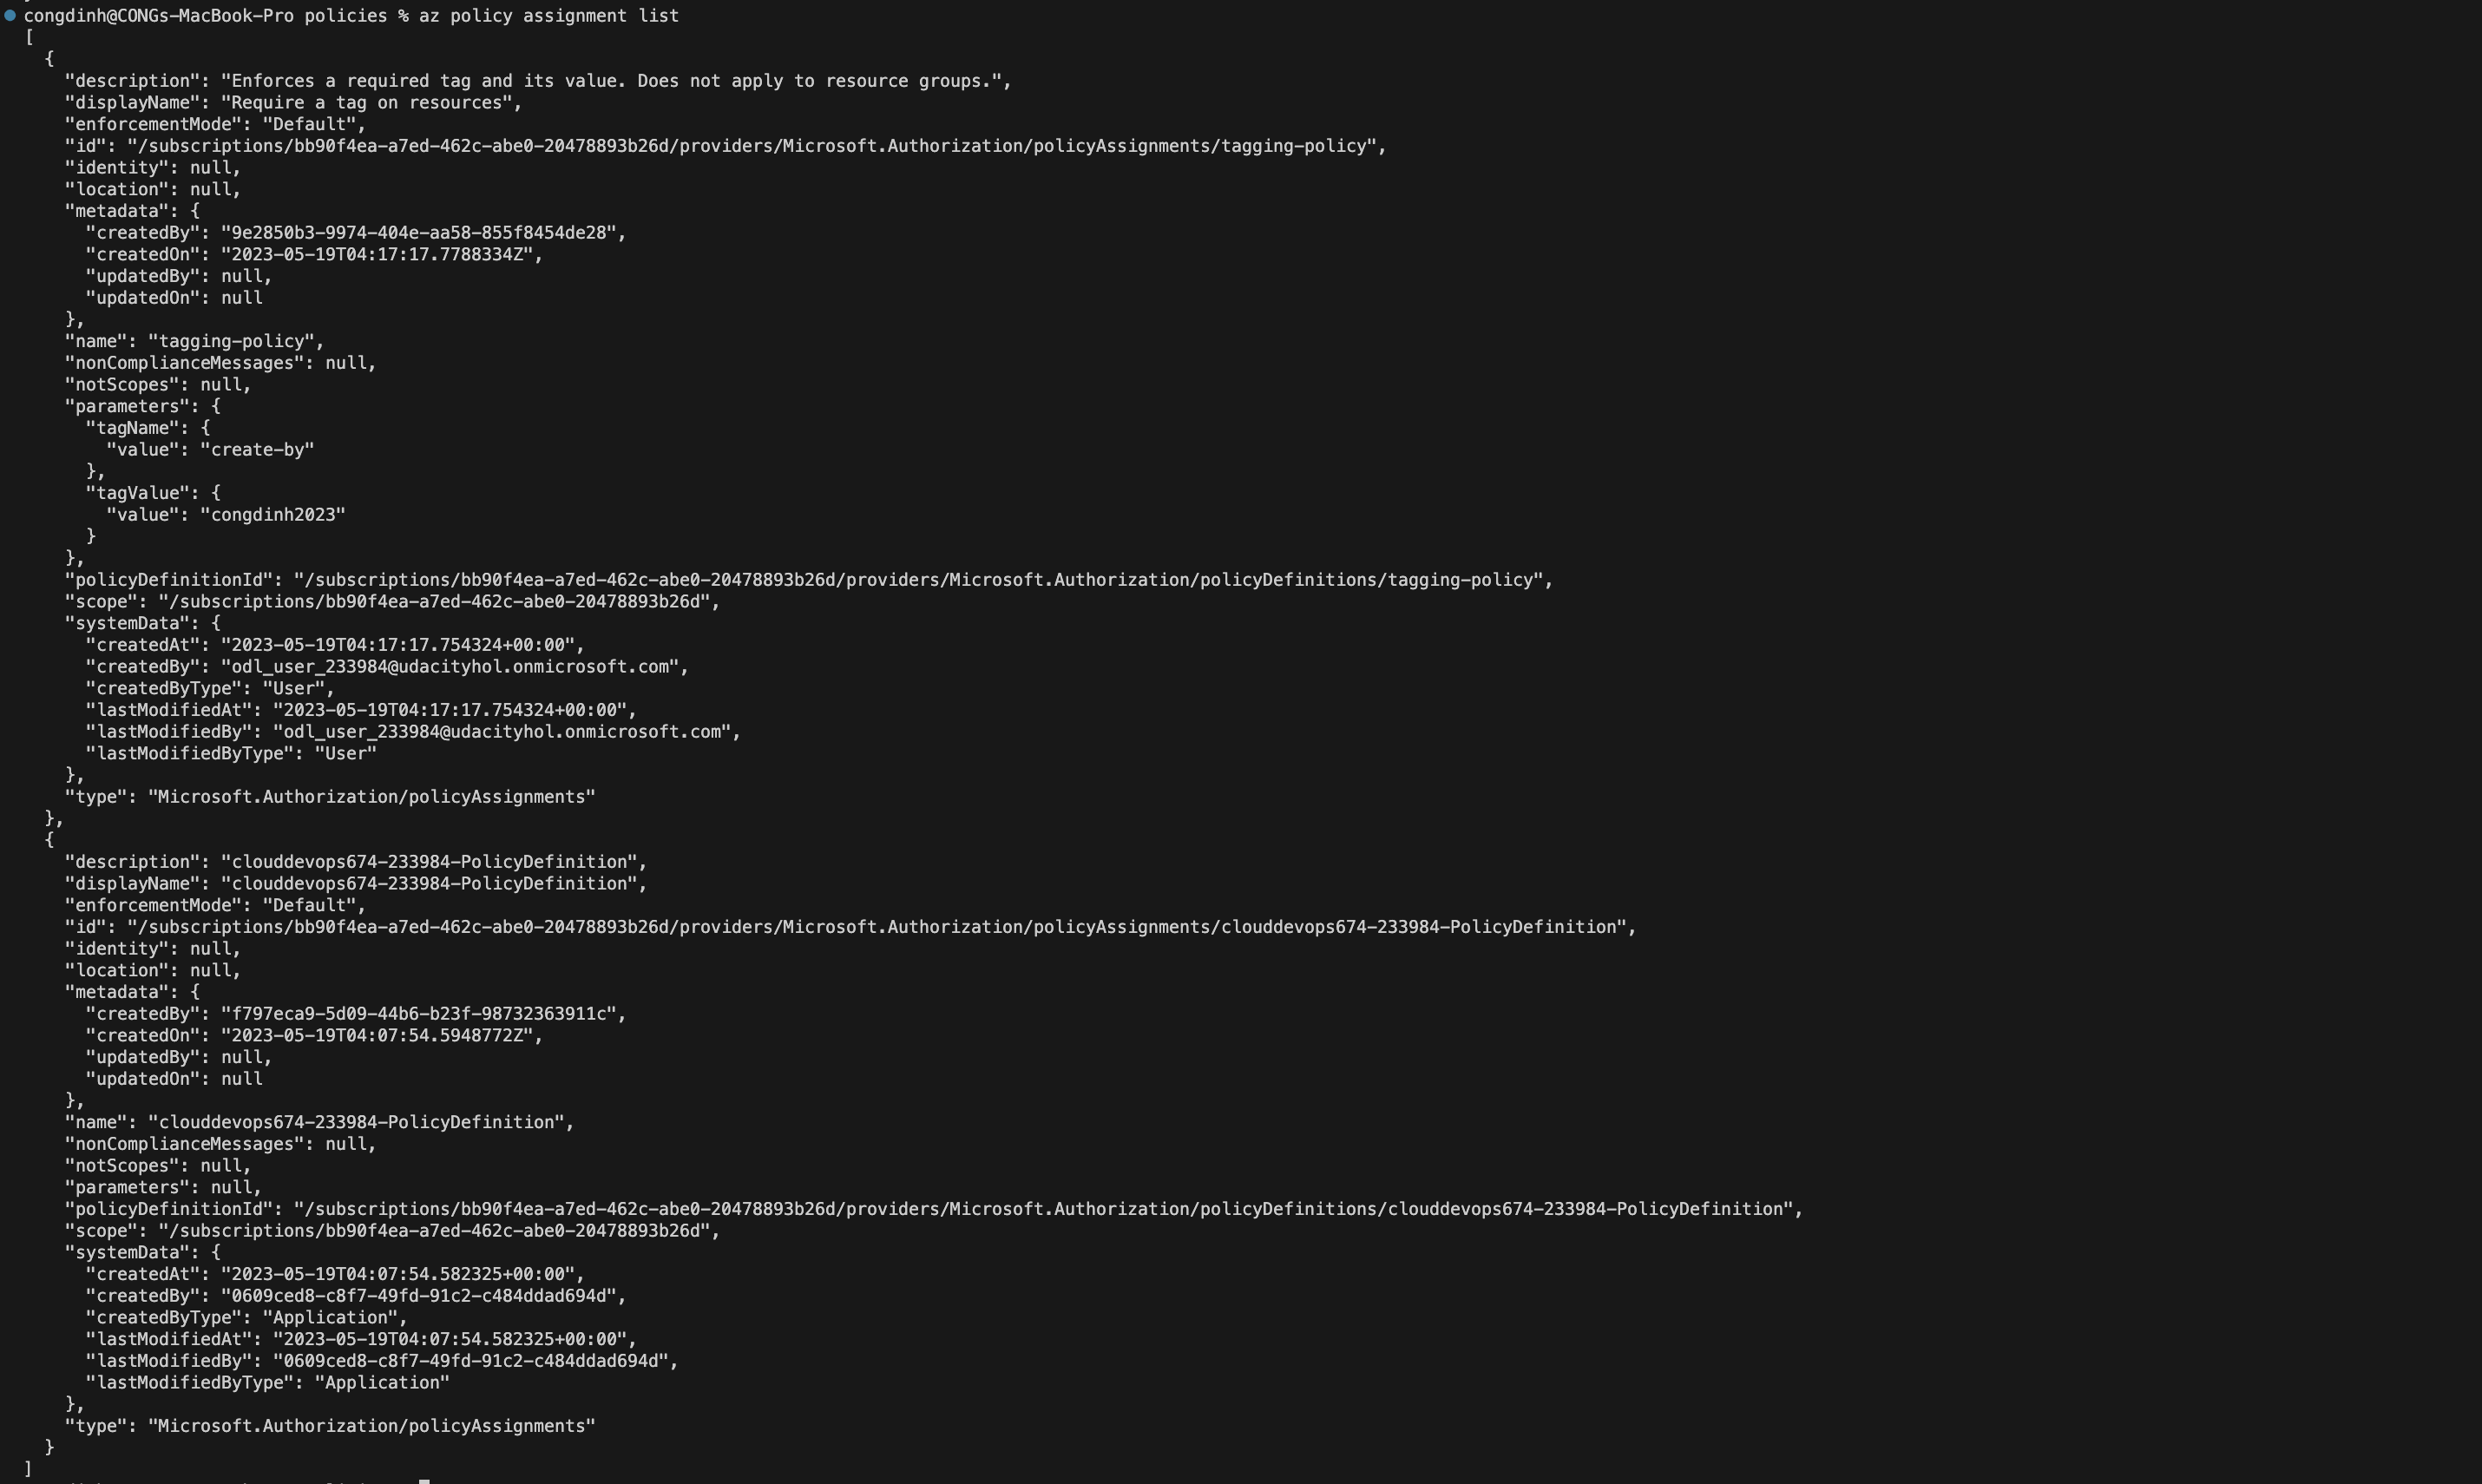 congdinh@CONGs-MacBook-Pro policies % az policy assignment list
[
  {
    "description": "Enforces a required tag and its value. Does not apply to resource groups.",
    "displayName": "Require a tag on resources",
    "enforcementMode": "Default",
    "id": "/subscriptions/bb90f4ea-a7ed-462c-abe0-20478893b26d/providers/Microsoft.Authorization/policyAssignments/tagging-policy",
    "identity": null,
    "location": null,
    "metadata": {
      "createdBy": "9e2850b3-9974-404e-aa58-855f8454de28",
      "createdOn": "2023-05-19T04:17:17.7788334Z",
      "updatedBy": null,
      "updatedOn": null
    },
    "name": "tagging-policy",
    "nonComplianceMessages": null,
    "notScopes": null,
    "parameters": {
      "tagName": {
        "value": "create-by"
      },
      "tagValue": {
        "value": "congdinh2023"
      }
    },
    "policyDefinitionId": "/subscriptions/bb90f4ea-a7ed-462c-abe0-20478893b26d/providers/Microsoft.Authorization/policyDefinitions/tagging-policy",
    "scope": "/subscriptions/bb90f4ea-a7ed-462c-abe0-20478893b26d",
    "systemData": {
      "createdAt": "2023-05-19T04:17:17.754324+00:00",
      "createdBy": "odl_user_233984@udacityhol.onmicrosoft.com",
      "createdByType": "User",
      "lastModifiedAt": "2023-05-19T04:17:17.754324+00:00",
      "lastModifiedBy": "odl_user_233984@udacityhol.onmicrosoft.com",
      "lastModifiedByType": "User"
    },
    "type": "Microsoft.Authorization/policyAssignments"
  },
  {
    "description": "clouddevops674-233984-PolicyDefinition",
    "displayName": "clouddevops674-233984-PolicyDefinition",
    "enforcementMode": "Default",
    "id": "/subscriptions/bb90f4ea-a7ed-462c-abe0-20478893b26d/providers/Microsoft.Authorization/policyAssignments/clouddevops674-233984-PolicyDefinition",
    "identity": null,
    "location": null,
    "metadata": {
      "createdBy": "f797eca9-5d09-44b6-b23f-98732363911c",
      "createdOn": "2023-05-19T04:07:54.5948772Z",
      "updatedBy": null,
      "updatedOn": null
    },
    "name": "clouddevops674-233984-PolicyDefinition",
    "nonComplianceMessages": null,
    "notScopes": null,
    "parameters": null,
    "policyDefinitionId": "/subscriptions/bb90f4ea-a7ed-462c-abe0-20478893b26d/providers/Microsoft.Authorization/policyDefinitions/clouddevops674-233984-PolicyDefinition",
    "scope": "/subscriptions/bb90f4ea-a7ed-462c-abe0-20478893b26d",
    "systemData": {
      "createdAt": "2023-05-19T04:07:54.582325+00:00",
      "createdBy": "0609ced8-c8f7-49fd-91c2-c484ddad694d",
      "createdByType": "Application",
      "lastModifiedAt": "2023-05-19T04:07:54.582325+00:00",
      "lastModifiedBy": "0609ced8-c8f7-49fd-91c2-c484ddad694d",
      "lastModifiedByType": "Application"
    },
    "type": "Microsoft.Authorization/policyAssignments"
  }
]